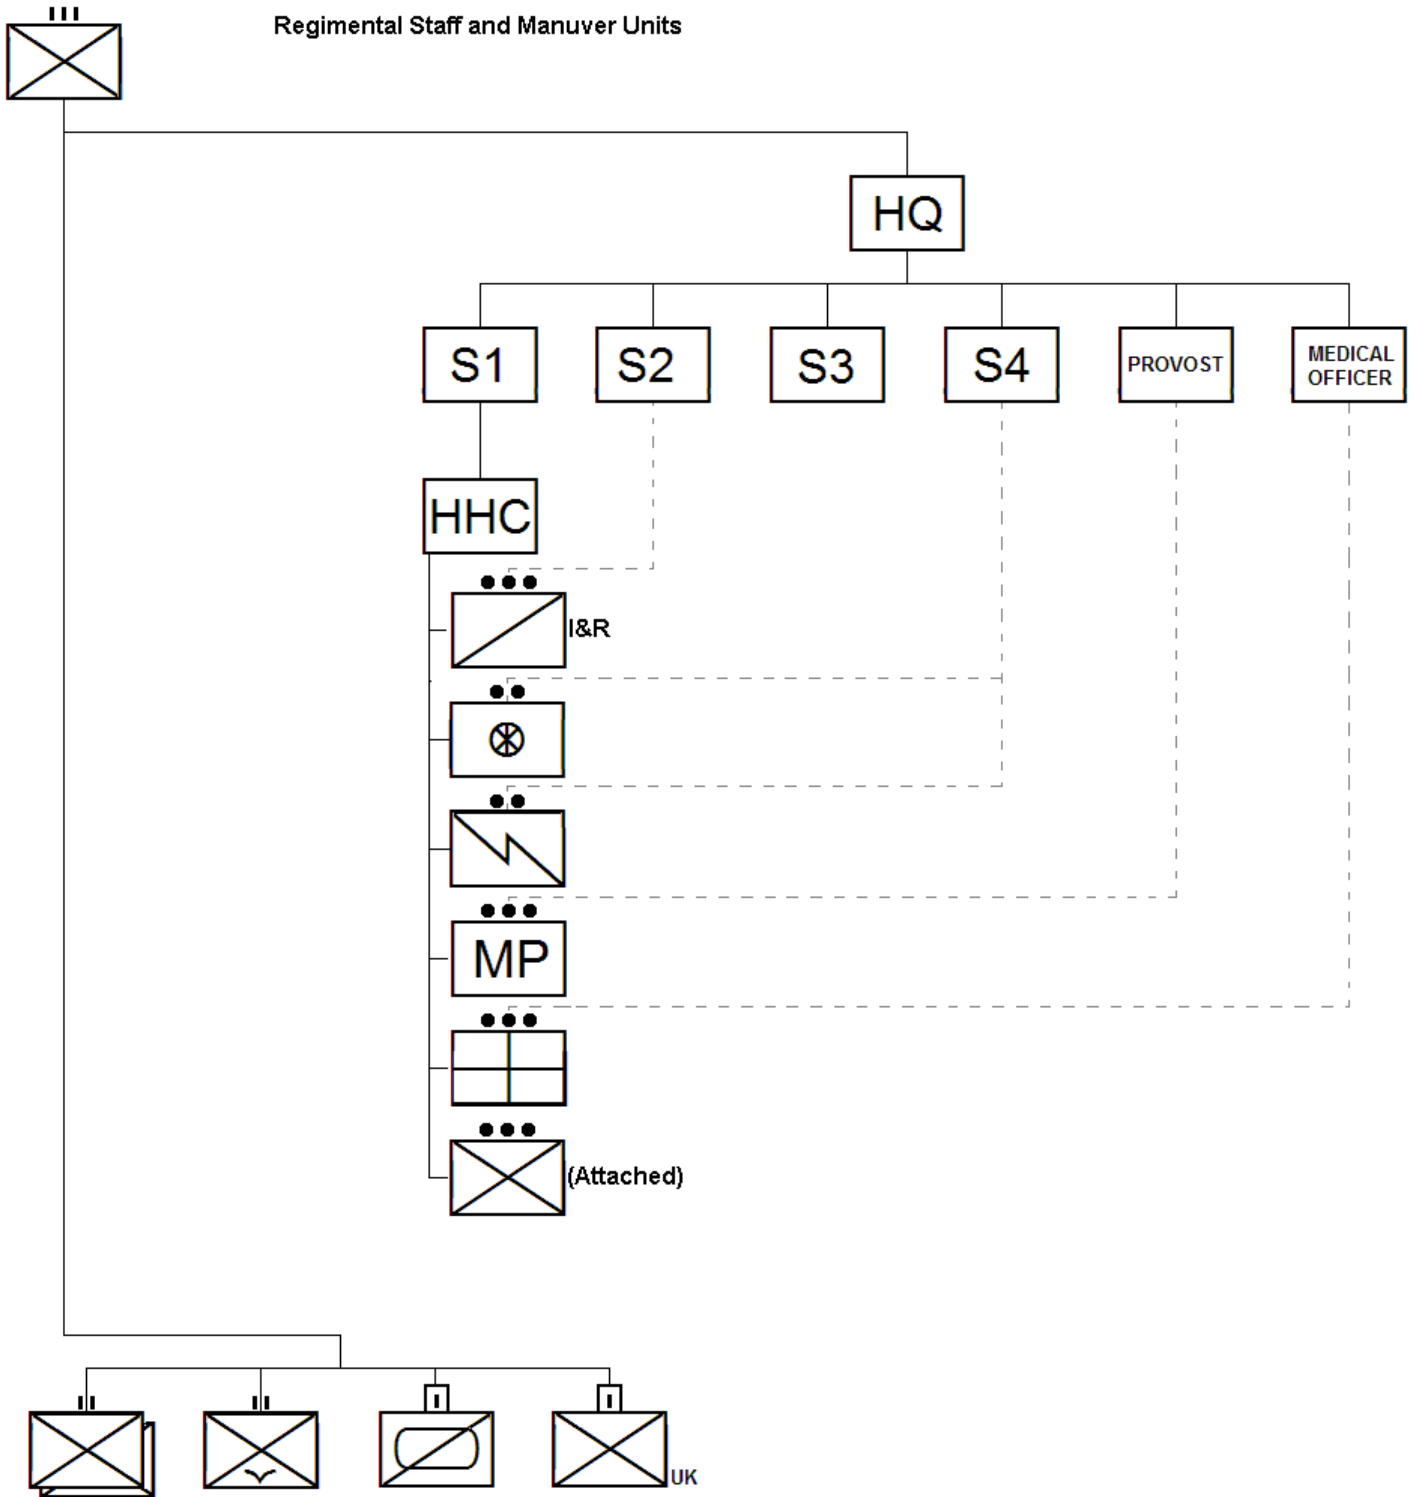 Regimental Staff and Manuver Units
HQ
S1
S2
S3
S4
PROVOST
MEDICAL
OFFICER
HHC
I&R
MP
(Attached)
UK